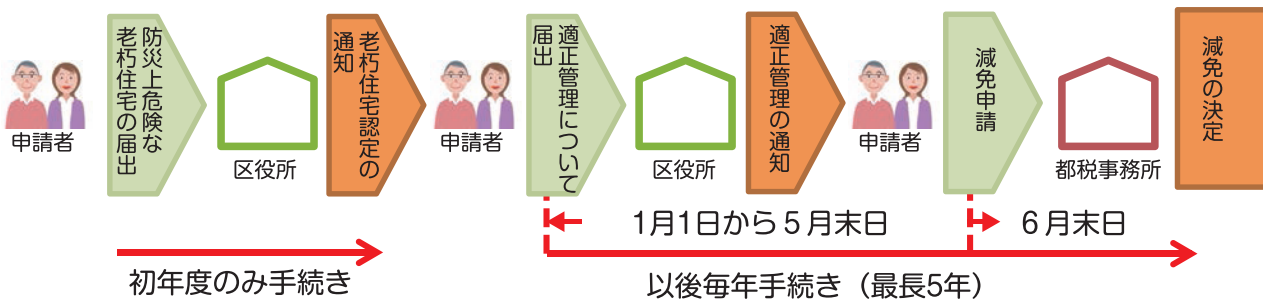 申請者
防災上危険な
老朽住宅の届出
区役所
老朽住宅認定の
通知
申請者
適正管理について
届出
区役所
適正管理の通知
申請者
減免申請
都税事務所
減免の決定
1月1日から５月末日
６月末日
初年度のみ手続き
以後毎年手続き（最長5年）